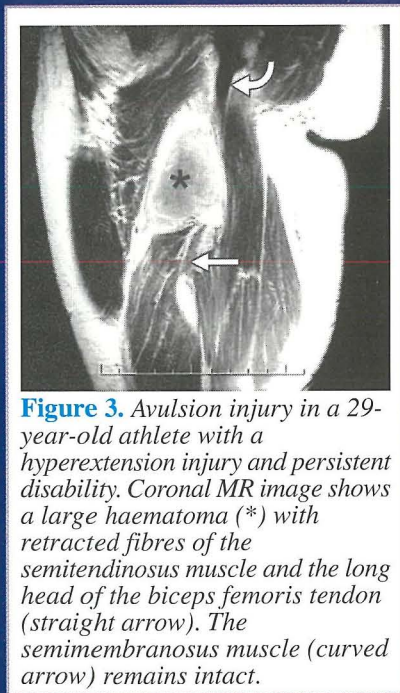 *
Figure 3. Avulsion injury in a 29-
year-old athlete with a
hyperextension injury and persistent
disability. Coronal MR image shows
a large haematoma (*) with
retracted fibres of the
semitendinosus muscle and the long
head of the biceps femoris tendon
(straight arrow). The
semimembranosus muscle (curved
arrow) remains intact.